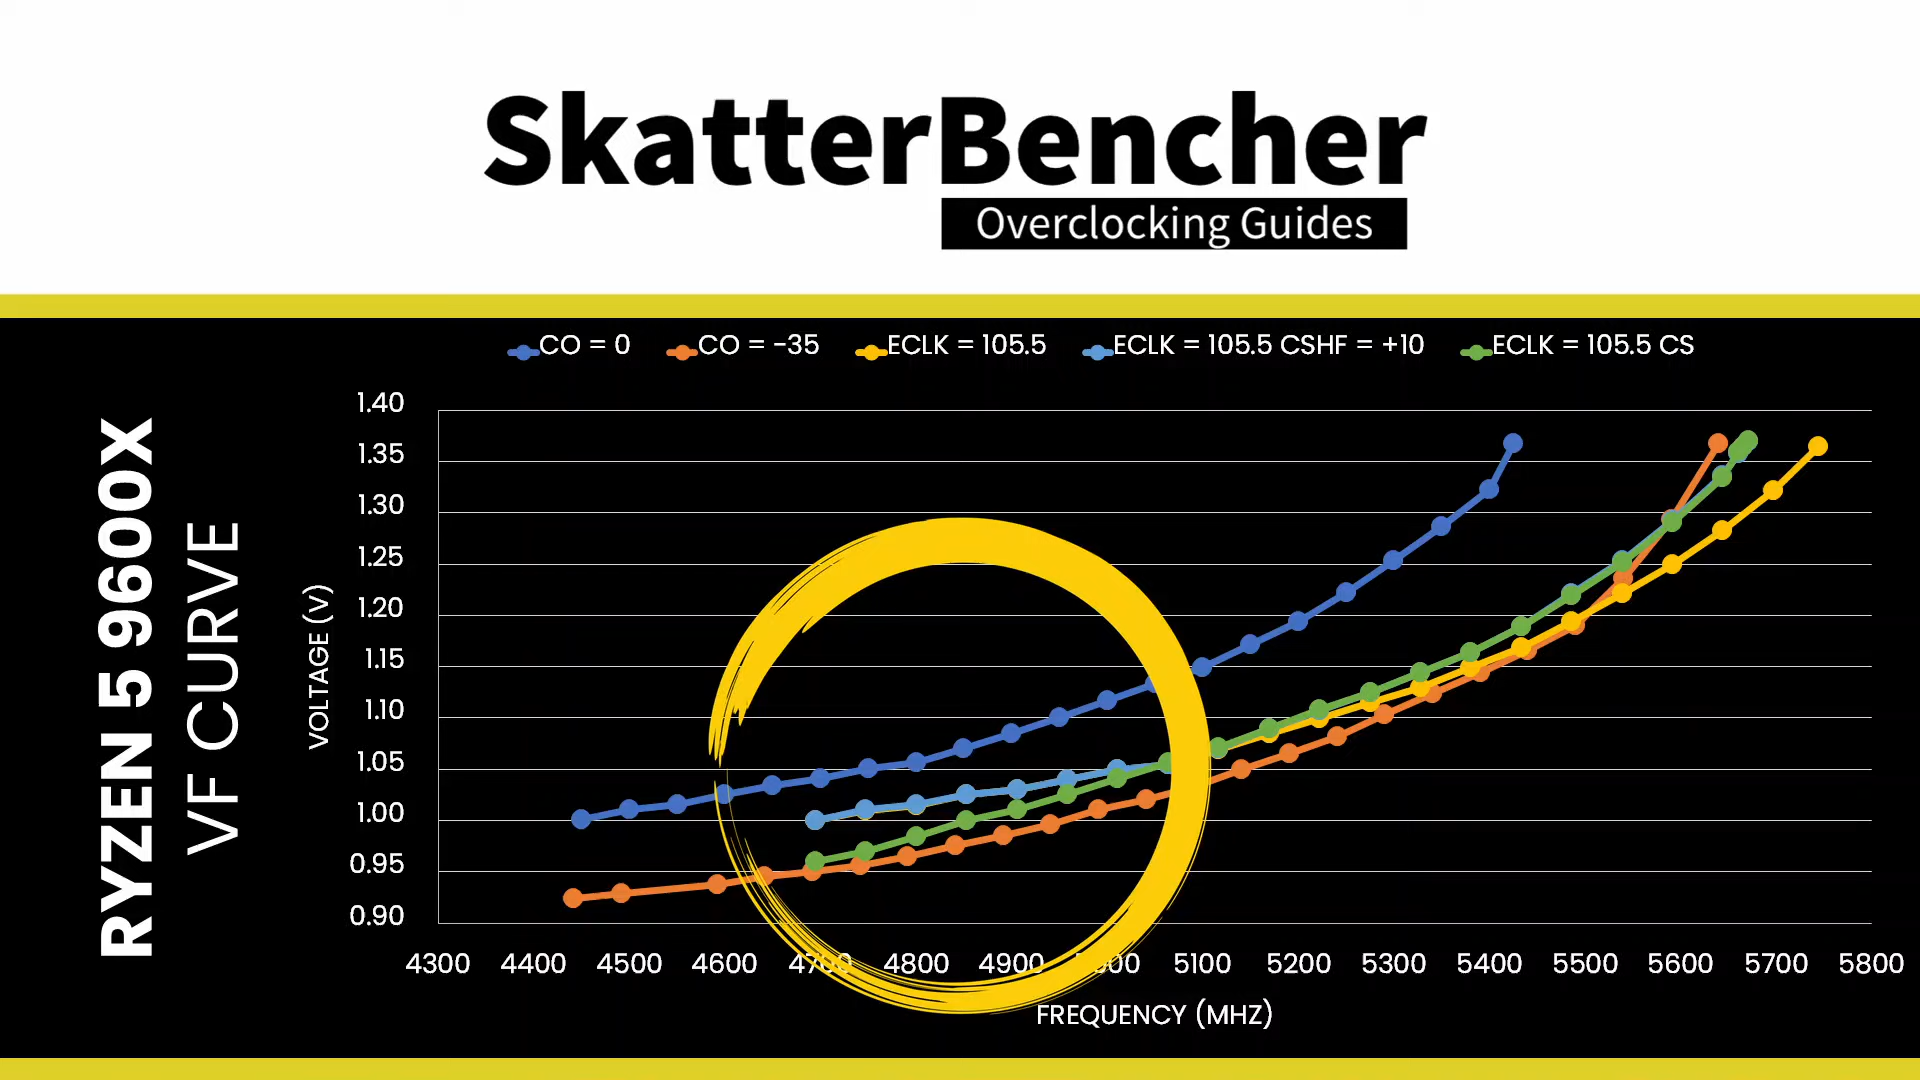 SkatterBencher
Overclocking Guides
CO = 0
CO = -35
ECLK = 105.5
ECLK = 105.5 CSHF = +10
ECLK = 105.5 CS
RYZEN 5 9600X
VF CURVE
VOLTAGE (V)
1.40
1.35
1.30
1.25
1.20
1.15
1.10
1.05
1.00
0.95
0.90
4300 4400 4500 4600 4700 4800 4900 5000 5100 5200 5300 5400 5500 5600 5700 5800
FREQUENCY (MHZ)